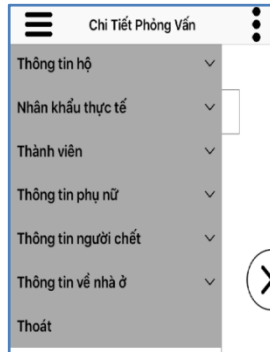 Chi Tiết Phỏng Vấn
Thông tin hộ
Nhân khẩu thực tế
Thành viên
Thông tin phụ nữ
Thông tin người chết
Thông tin về nhà ở
Thoát